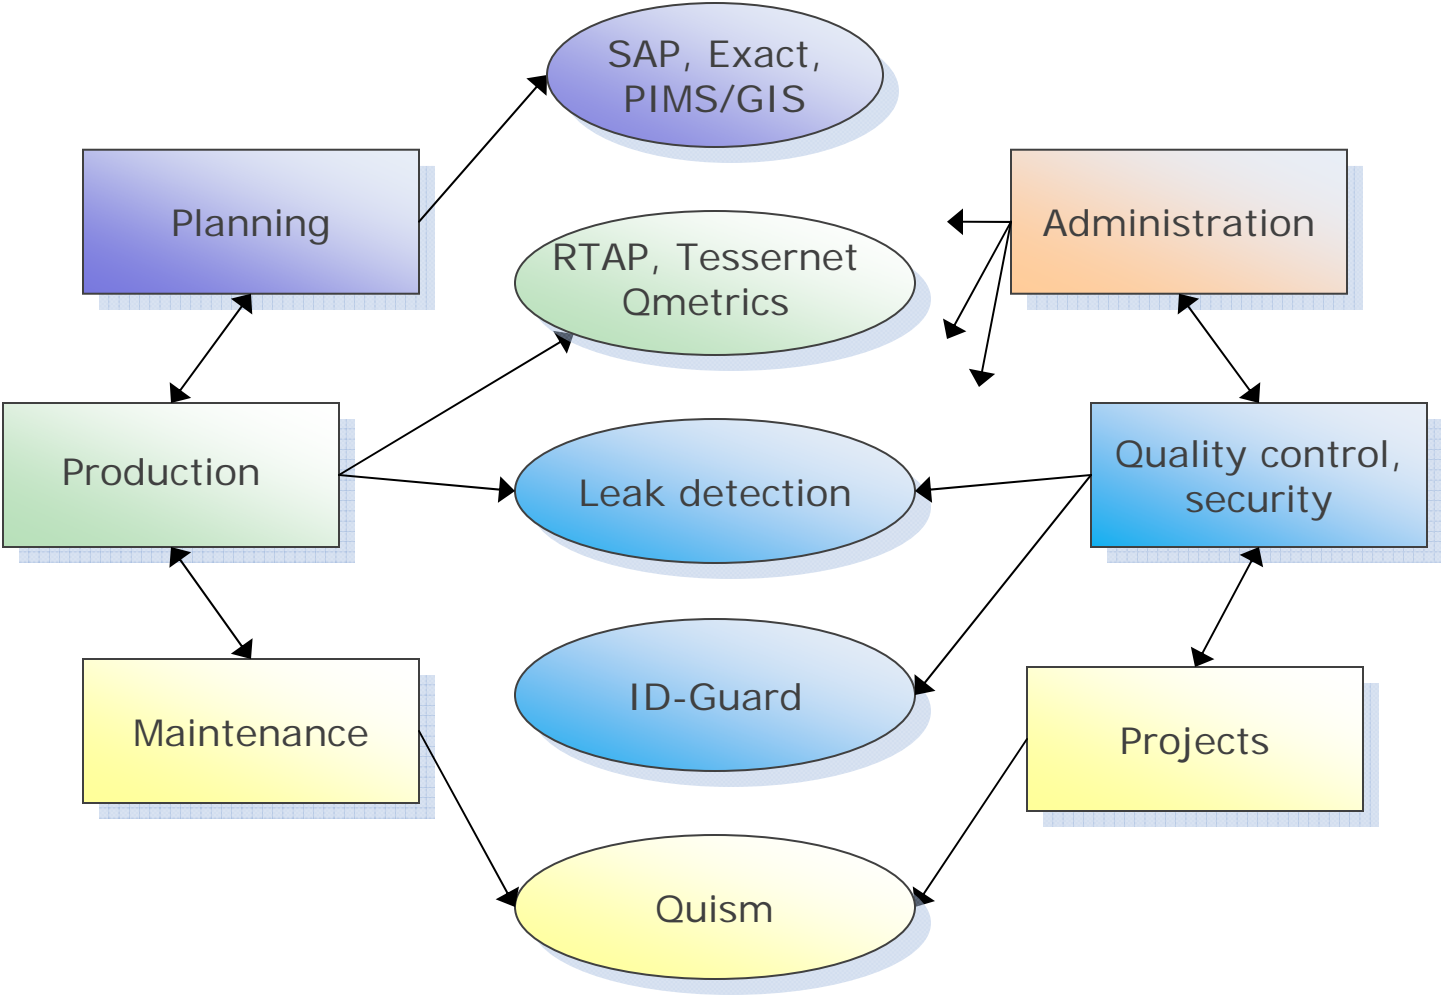 SAP, Exact,
PIMS/GIS
Planning
Administration
RTAP, Tessernet
Qmetrics
Production
Leak detection
Quality control,
security
Maintenance
ID-Guard
Projects
Quism